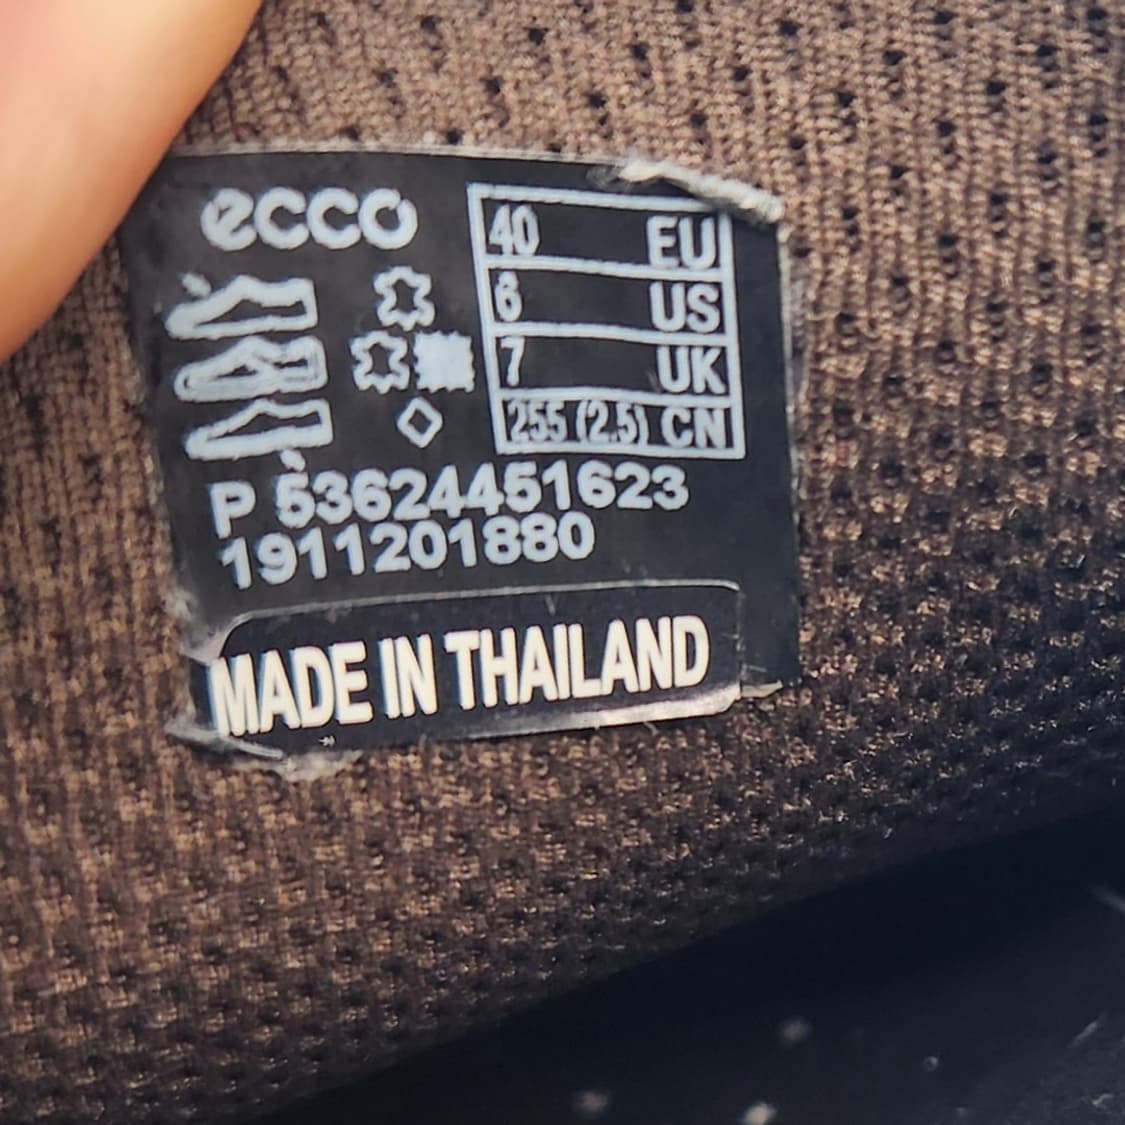 ecco
40 EU
6 US
7 UK
255 (2.5) CN
P 53624451623
1911201880
MADE IN THAILAND